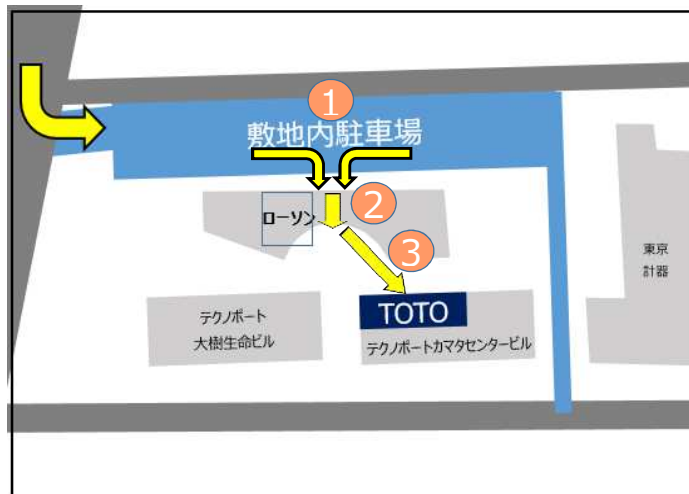 1
敷地内駐車場
2
ローソン
3
東京
計器
TOTO
テクノポート
大樹生命ビル
テクノポートカマタセンタービル